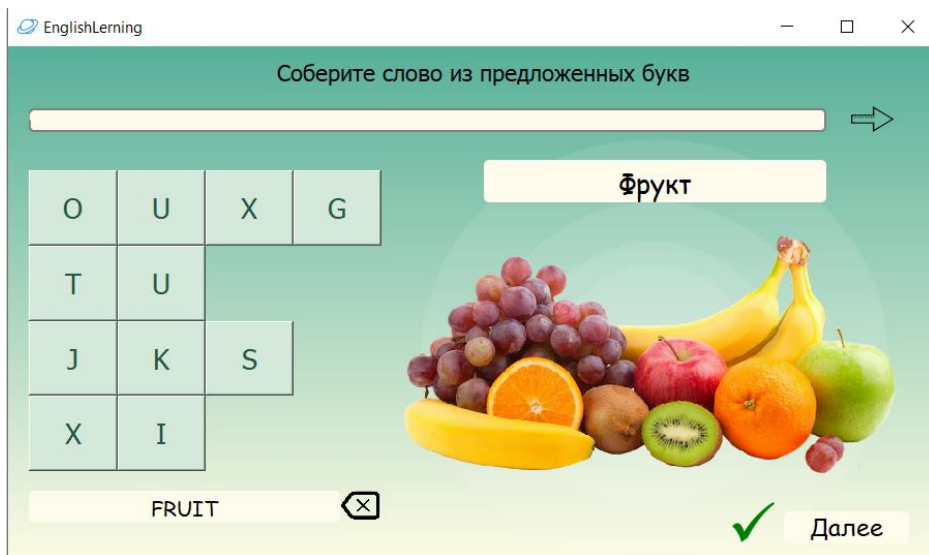 EnglishLerning
Соберите слово из предложенных букв
Фрукт
O U X G
T U
J K S
X I
FRUIT
Далее